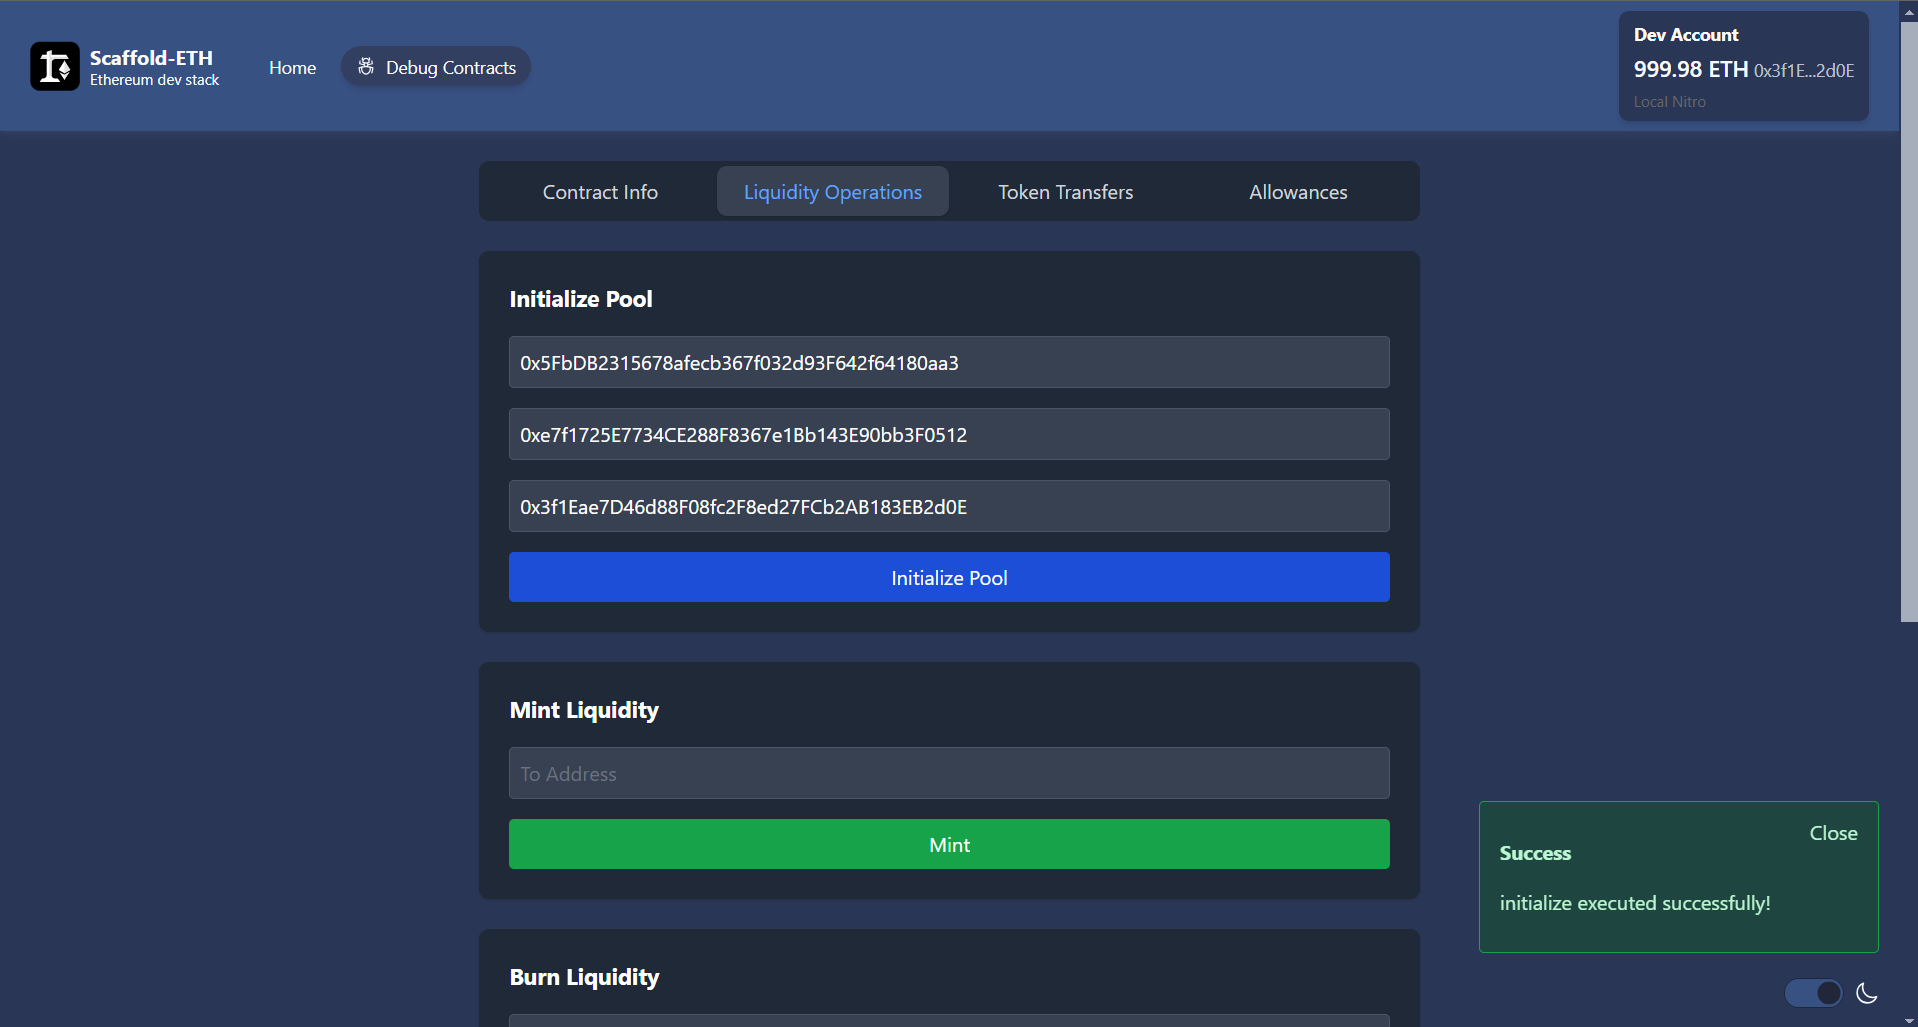 Scaffold-ETH
Ethereum dev stack
Home
Debug Contracts
Dev Account
999.98 ETH 0x3f1E...2d0E
Local Nitro
Contract Info
Liquidity Operations
Token Transfers
Allowances
Initialize Pool
0x5FbDB2315678afecb367f032d93F642f64180aa3
0xe7f1725E7734CE288F8367e1Bb143E90bb3F0512
0x3f1Eae7D46d88F08fc2F8ed27FCb2AB183EB2d0E
Initialize Pool
Mint Liquidity
To Address
Mint
Burn Liquidity
Close
Success
initialize executed successfully!